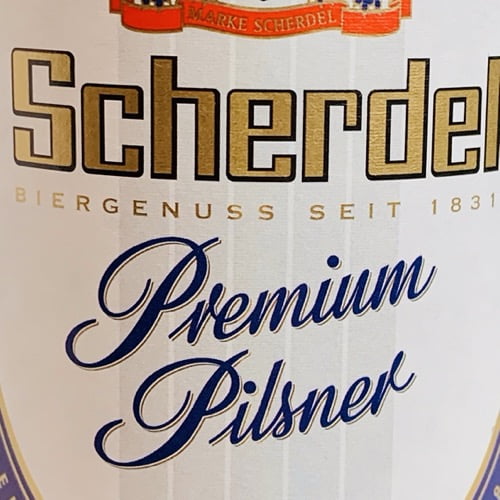 MARKE SCHERDEL
Scherdel
BIERGENUSS SEIT 1831
Premium
Pilsner